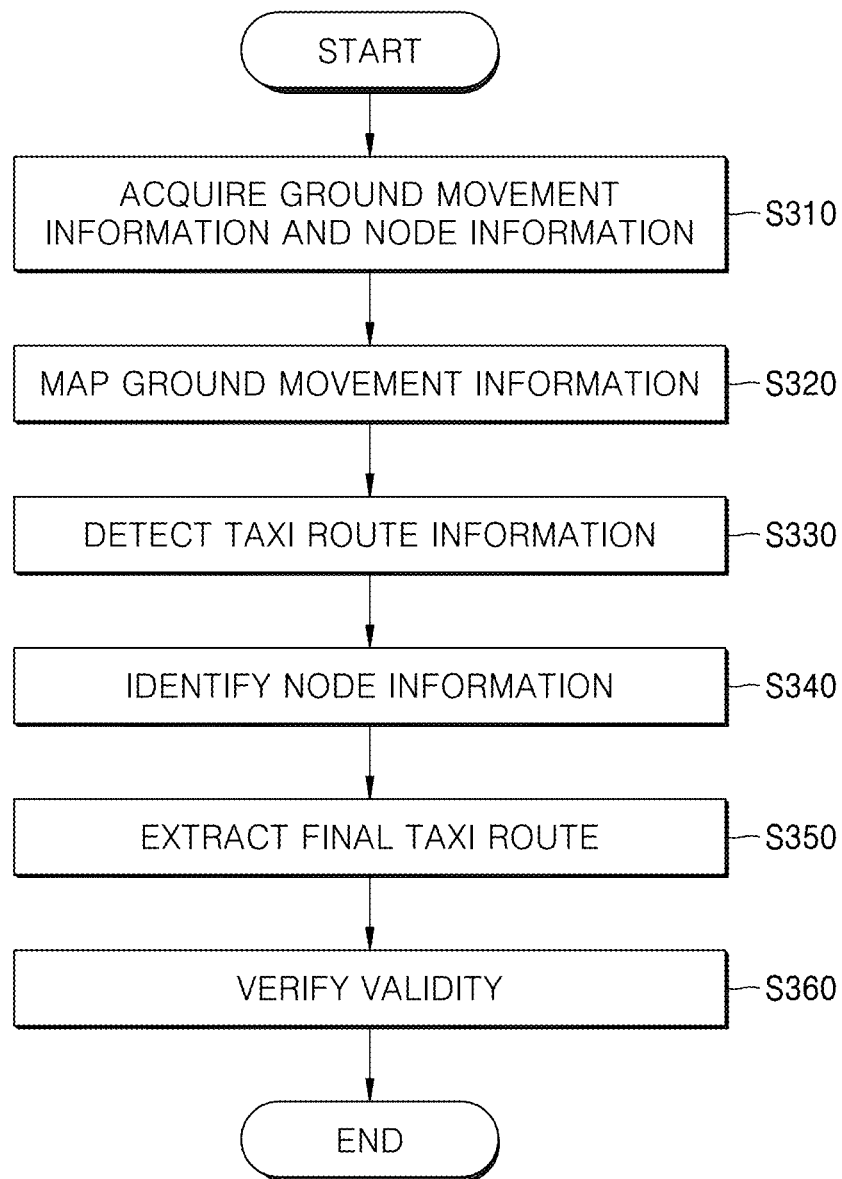 START
ACQUIRE GROUND MOVEMENT
INFORMATION AND NODE INFORMATION
S310
MAP GROUND MOVEMENT INFORMATION
S320
DETECT TAXI ROUTE INFORMATION
S330
IDENTIFY NODE INFORMATION
S340
EXTRACT FINAL TAXI ROUTE
S350
VERIFY VALIDITY
S360
END